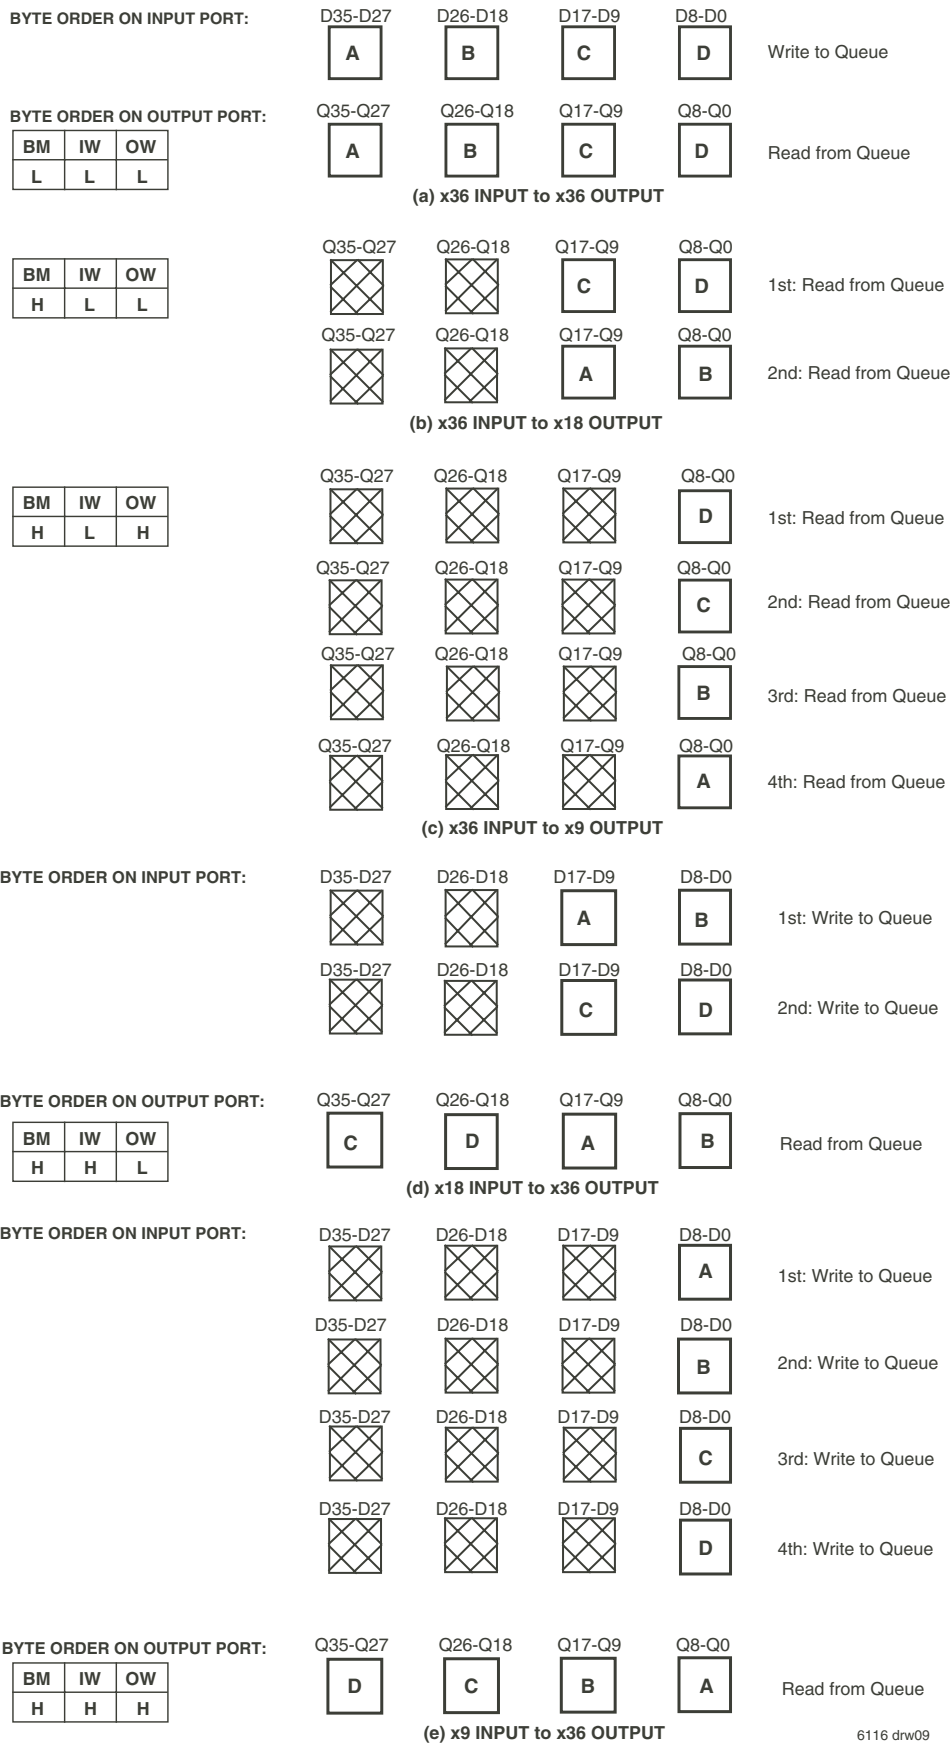 BYTE ORDER ON INPUT PORT: D35-D27 D26-D18 D17-D9 D8-D0
A B C D Write to Queue
BYTE ORDER ON OUTPUT PORT: Q35-Q27 Q26-Q18 Q17-Q9 Q8-Q0
BM IW OW A B C D Read from Queue
L L L
(a) x36 INPUT to x36 OUTPUT
Q35-Q27 Q26-Q18 Q17-Q9 Q8-Q0
BM IW OW C D 1st: Read from Queue
H L L
Q35-Q27 Q26-Q18 Q17-Q9 Q8-Q0
A B 2nd: Read from Queue
(b) x36 INPUT to x18 OUTPUT
Q35-Q27 Q26-Q18 Q17-Q9 Q8-Q0
BM IW OW D 1st: Read from Queue
H L H
Q35-Q27 Q26-Q18 Q17-Q9 Q8-Q0
C 2nd: Read from Queue
Q35-Q27 Q26-Q18 Q17-Q9 Q8-Q0
B 3rd: Read from Queue
Q35-Q27 Q26-Q18 Q17-Q9 Q8-Q0
A 4th: Read from Queue
(c) x36 INPUT to x9 OUTPUT
BYTE ORDER ON INPUT PORT: D35-D27 D26-D18 D17-D9 D8-D0
A B 1st: Write to Queue
D35-D27 D26-D18 D17-D9 D8-D0
C D 2nd: Write to Queue
BYTE ORDER ON OUTPUT PORT: Q35-Q27 Q26-Q18 Q17-Q9 Q8-Q0
BM IW OW C D A B Read from Queue
H H L
(d) x18 INPUT to x36 OUTPUT
BYTE ORDER ON INPUT PORT: D35-D27 D26-D18 D17-D9 D8-D0
A 1st: Write to Queue
D35-D27 D26-D18 D17-D9 D8-D0
B 2nd: Write to Queue
D35-D27 D26-D18 D17-D9 D8-D0
C 3rd: Write to Queue
D35-D27 D26-D18 D17-D9 D8-D0
D 4th: Write to Queue
BYTE ORDER ON OUTPUT PORT: Q35-Q27 Q26-Q18 Q17-Q9 Q8-Q0
BM IW OW D C B A Read from Queue
H H H
(e) x9 INPUT to x36 OUTPUT 6116 drw09